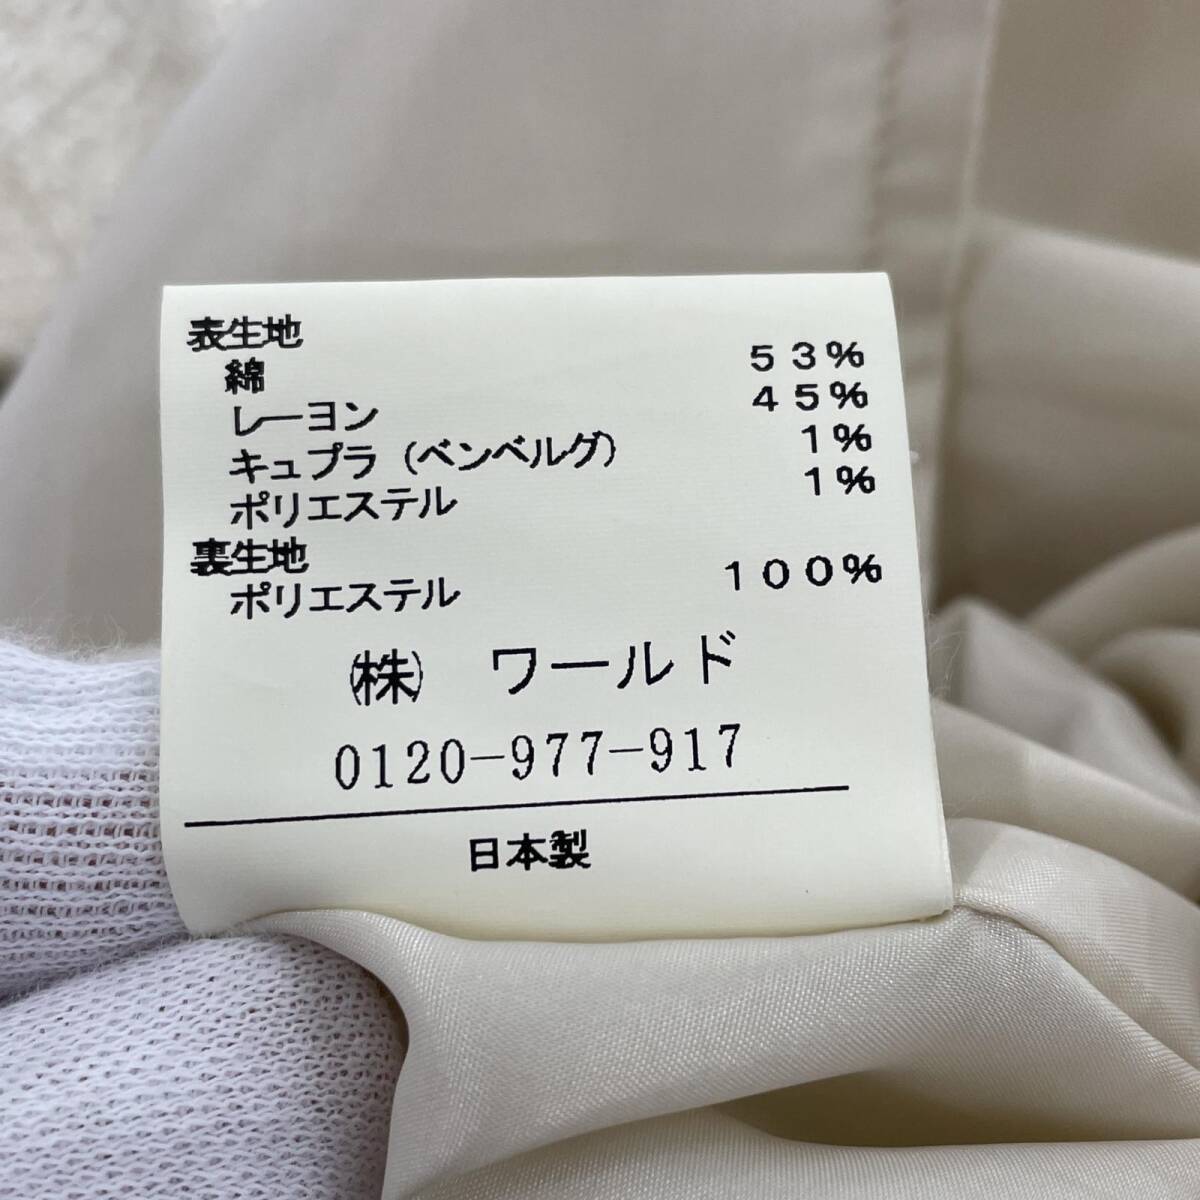 表生地
綿 53%
レーヨン 45%
キュプラ (ベンベルグ) 1%
ポリエステル 1%
裏生地
ポリエステル 100%
㈱ ワールド
0120-977-917
日本製